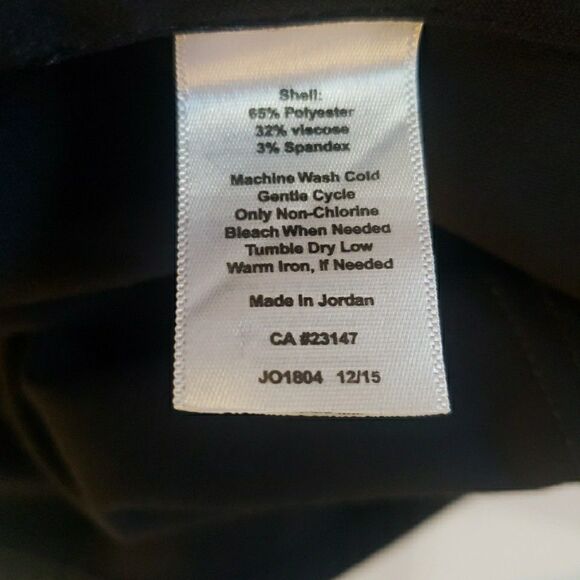 Shell:
65% Polyester
32% viscose
3% Spandex
Machine Wash Cold
Gentle Cycle
Only Non-Chlorine
Bleach When Needed
Tumble Dry Low
Warm Iron, If Needed
Made In Jordan
CA #23147
JO1804 12/15